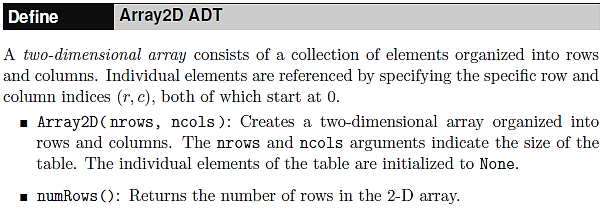 Define Array2D ADT
A two-dimensional array consists of a collection of elements organized into rows
and columns. Individual elements are referenced by specifying the specific row and
column indices (r, c), both of which start at 0.
▪ Array2D( nrows, ncols ): Creates a two-dimensional array organized into
rows and columns. The nrows and ncols arguments indicate the size of the
table. The individual elements of the table are initialized to None.
▪ numRows(): Returns the number of rows in the 2-D array.